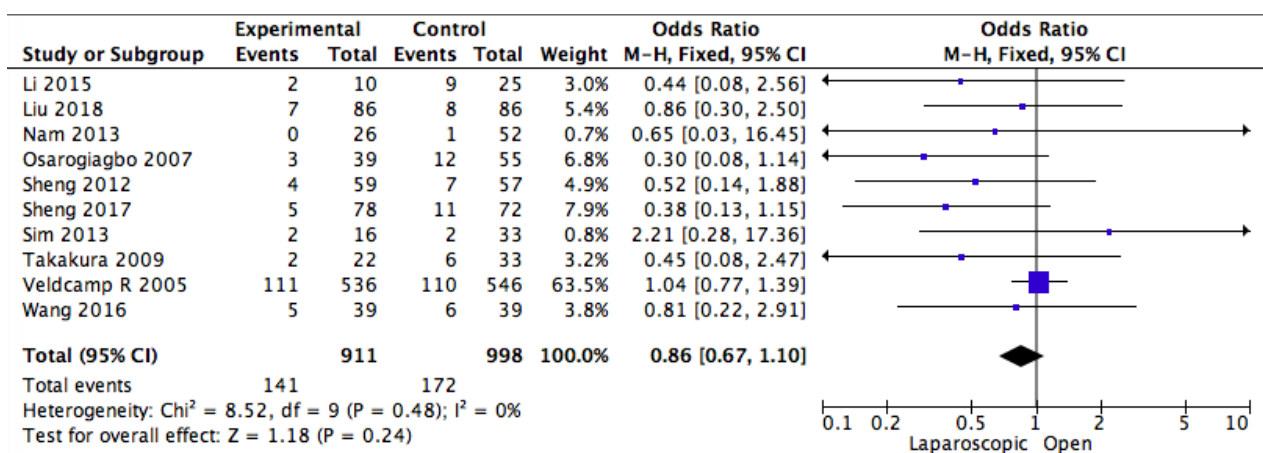 Experimental Control Odds Ratio Odds Ratio
Study or Subgroup Events Total Events Total Weight M-H, Fixed, 95% CI M-H, Fixed, 95% CI
Li 2015 2 10 9 25 3.0% 0.44 [0.08, 2.56]
Liu 2018 7 86 8 86 5.4% 0.86 [0.30, 2.50]
Nam 2013 0 26 1 52 0.7% 0.65 [0.03, 16.45]
Osarogiagbo 2007 3 39 12 55 6.8% 0.30 [0.08, 1.14]
Sheng 2012 4 59 7 57 4.9% 0.52 [0.14, 1.88]
Sheng 2017 5 78 11 72 7.9% 0.38 [0.13, 1.15]
Sim 2013 2 16 2 33 0.8% 2.21 [0.28, 17.36]
Takakura 2009 2 22 6 33 3.2% 0.45 [0.08, 2.47]
Veldcamp R 2005 111 536 110 546 63.5% 1.04 [0.77, 1.39]
Wang 2016 5 39 6 39 3.8% 0.81 [0.22, 2.91]
Total (95% CI) 911 998 100.0% 0.86 [0.67, 1.10]
Total events 141 172
Heterogeneity: Chi² = 8.52, df = 9 (P = 0.48); I² = 0%
Test for overall effect: Z = 1.18 (P = 0.24)
0.1 0.2 0.5 1 2 5 10
Laparoscopic Open